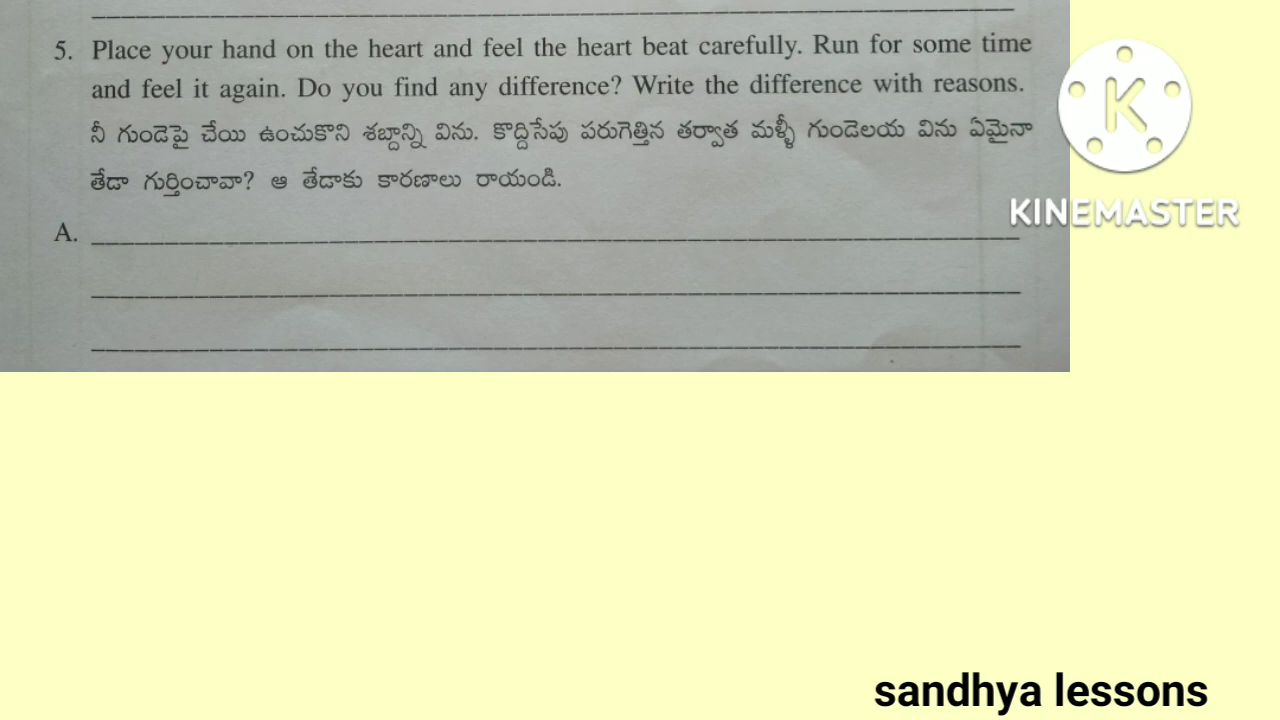 5. Place your hand on the heart and feel the heart beat carefully. Run for some time
and feel it again. Do you find any difference? Write the difference with reasons.
నీ గుండెపై చేయి ఉంచుకొని శబ్దాన్ని విను. కొద్దిసేపు పరుగెత్తిన తర్వాత మళ్ళీ గుండెలయ విను ఏమైనా
తేడా గుర్తించావా? ఆ తేడాకు కారణాలు రాయండి.
A.
K
KINEMASTER
sandhya lessons